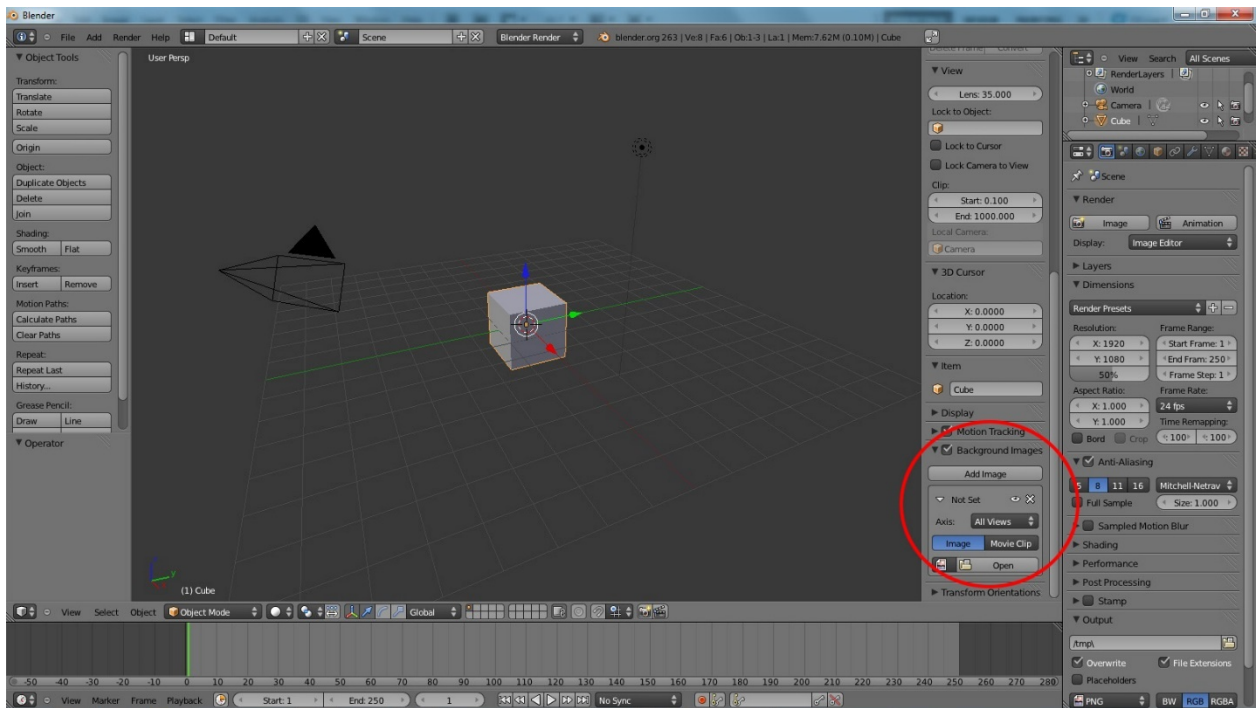 Blender
File Add Render Help Default Scene Blender Render blender.org 263 | Ve:8 | Fa:6 | Ob:1-3 | La:1 | Mem:7.62M (0.10M) | Cube
Object Tools
Transform:
Translate
Rotate
Scale
Origin
Object:
Duplicate Objects
Delete
Join
Shading:
Smooth Flat
Keyframes:
Insert Remove
Motion Paths:
Calculate Paths
Clear Paths
Repeat:
Repeat Last
History...
Grease Pencil:
Draw Line
Operator
User Persp
y
(1) Cube
Delete Frame Convert
View
Lens: 35.000
Lock to Object:
Lock to Cursor
Lock Camera to View
Clip:
Start: 0.100
End: 1000.000
Local Camera:
Camera
3D Cursor
Location:
X: 0.0000
Y: 0.0000
Z: 0.0000
Item
Cube
Display
Motion Tracking
Background Images
Add Image
Not Set
Axis: All Views
Image Movie Clip
Open
Transform Orientations
View Search All Scenes
RenderLayers |
World
Camera |
Cube |
Scene
Render
Image Animation
Display: Image Editor
Layers
Dimensions
Render Presets
Resolution: Frame Range:
X: 1920 Start Frame: 1
Y: 1080 End Fram: 250
50% Frame Step: 1
Aspect Ratio: Frame Rate:
X: 1.000 24 fps
Y: 1.000 Time Remapping:
Bord Crop : 100 : 100
Anti-Aliasing
5 8 11 16 Mitchell-Netrav
Full Sample Size: 1.000
Sampled Motion Blur
Shading
Performance
Post Processing
Stamp
Output
/tmp\
Overwrite File Extensions
Placeholders
PNG BW RGB RGBA
View Select Object Object Mode Global
-50 -40 -30 -20 -10 0 10 20 30 40 50 60 70 80 90 100 110 120 130 140 150 160 170 180 190 200 210 220 230 240 250 260 270 280
View Marker Frame Playback Start: 1 End: 250 1 No Sync